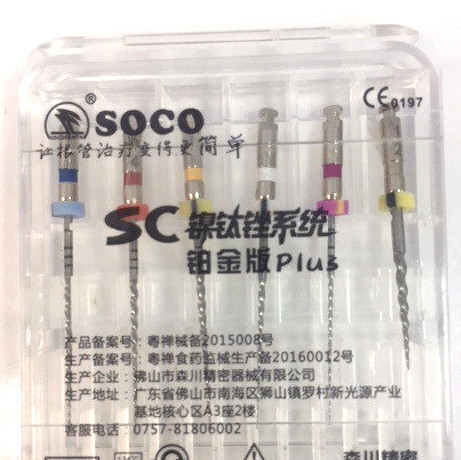 SOCO®
CE 0197
让根管治疗变得更简单
SC 镍钛锉系统
铂金版Plus
产品备案号：粤禅械备2015008号
生产备案号：粤禅食药监械生产备20160012号
生产企业：佛山市森川精密器械有限公司
生产地址：广东省佛山市南海区狮山镇罗村新光源产业
基地核心区A3座2楼
客服电话：0757-81806002
森川精密